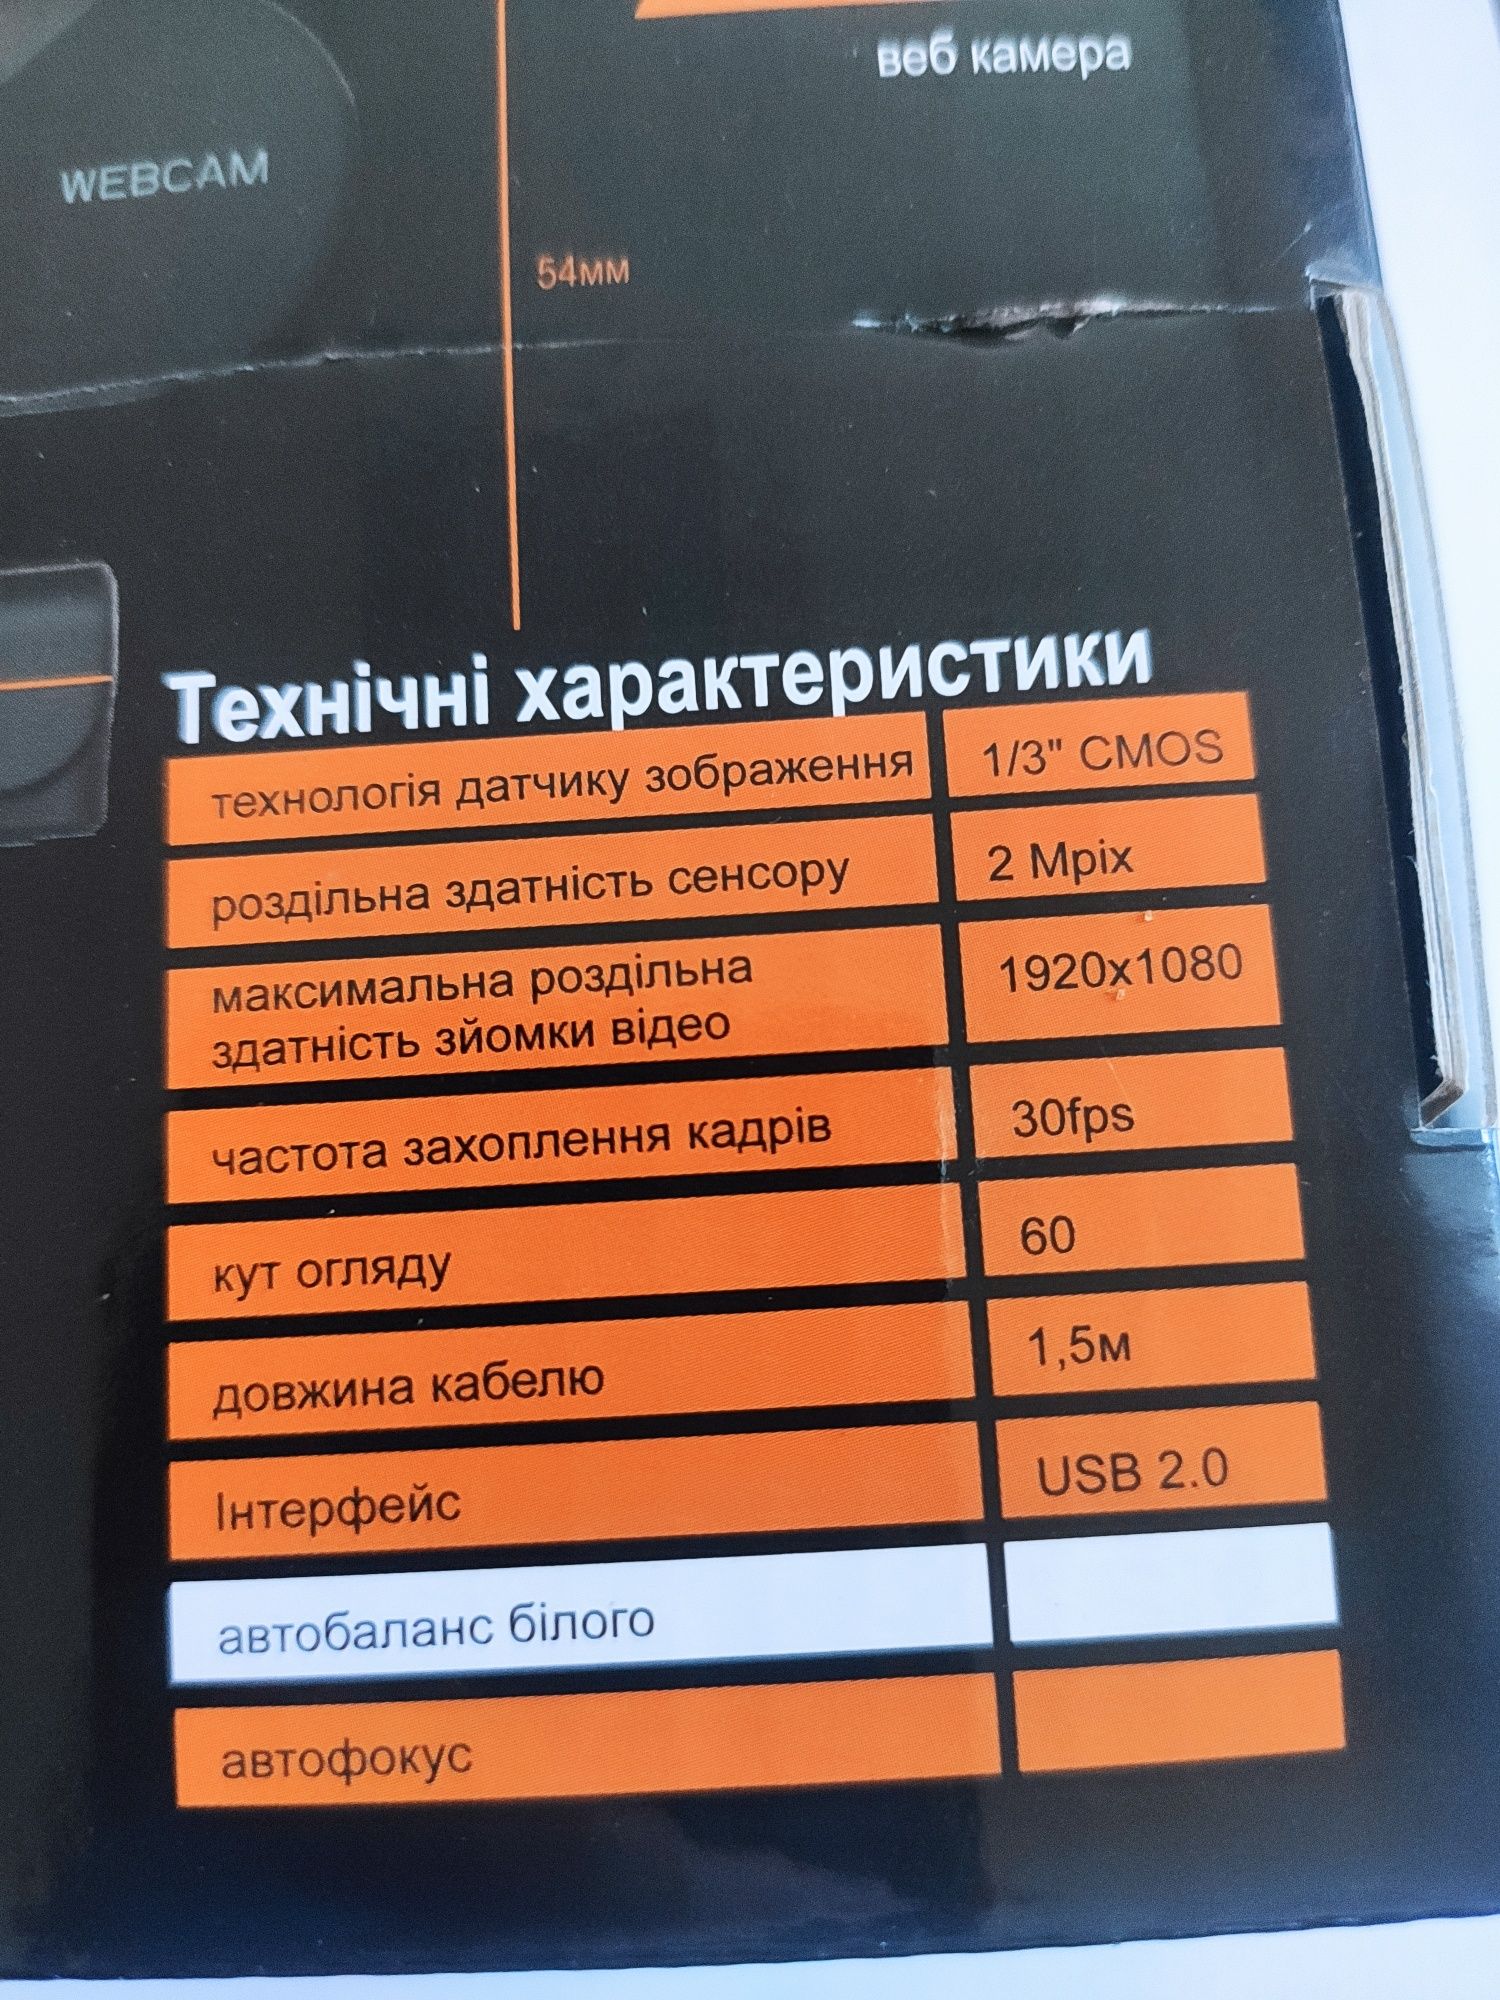 веб камера
WEBCAM
54мм
Технічні характеристики
технологія датчику зображення 1/3" CMOS
роздільна здатність сенсору 2 Mpix
максимальна роздільна 1920x1080
здатність зйомки відео
частота захоплення кадрів 30fps
кут огляду 60
довжина кабелю 1,5м
Інтерфейс USB 2.0
автобаланс білого
автофокус